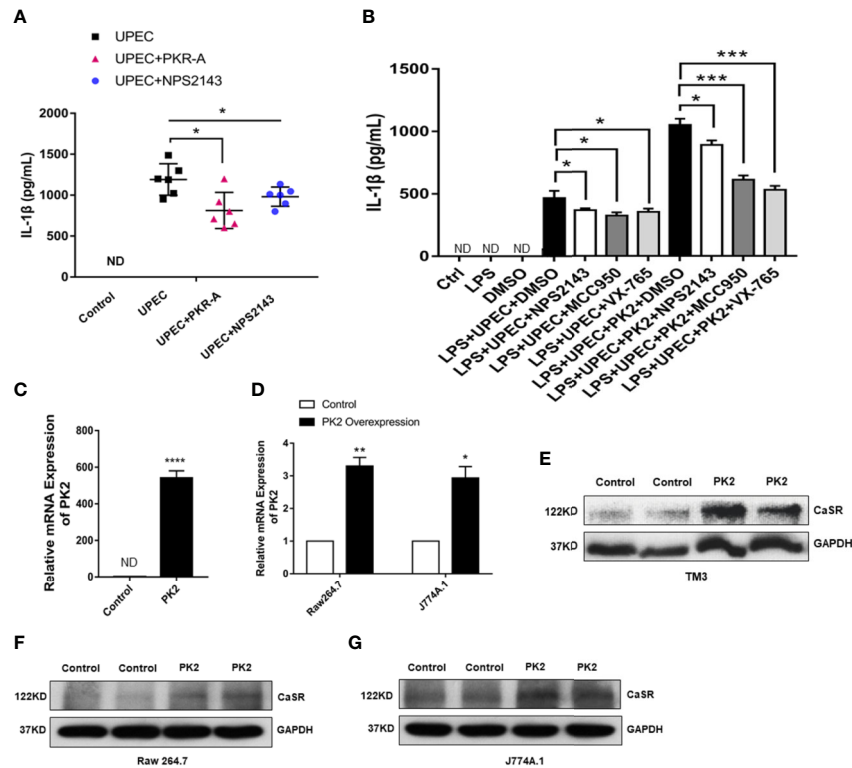 A
UPEC
UPEC+PKR-A
UPEC+NPS2143
IL-1β (pg/mL)
2000
1500
1000
500
0
*
*
ND
Control
UPEC
UPEC+PKR-A
UPEC+NPS2143
B
IL-1β (pg/mL)
1500
1000
500
0
***
***
*
*
*
*
ND
ND
ND
Ctrl
LPS
DMSO
LPS+UPEC+DMSO
LPS+UPEC+NPS2143
LPS+UPEC+MCC950
LPS+UPEC+VX-765
LPS+UPEC+PK2+DMSO
LPS+UPEC+PK2+NPS2143
LPS+UPEC+PK2+MCC950
LPS+UPEC+PK2+VX-765
C
Relative mRNA Expression
of PK2
800
600
400
200
0
ND
****
Control
PK2
D
Control
PK2 Overexpression
Relative mRNA Expression
of PK2
4
3
2
1
0
**
*
Raw264.7
J774A.1
E
Control Control PK2 PK2
122KD CaSR
37KD GAPDH
TM3
F
Control Control PK2 PK2
122KD CaSR
37KD GAPDH
Raw 264.7
G
Control Control PK2 PK2
122KD CaSR
37KD GAPDH
J774A.1